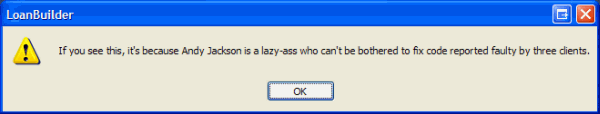 LoanBuilder
If you see this, it's because Andy Jackson is a lazy-ass who can't be bothered to fix code reported faulty by three clients.
OK